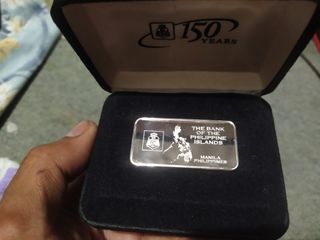 150
YEARS
THE BANK
OF THE
PHILIPPINE
ISLANDS
MANILA
PHILIPPINES